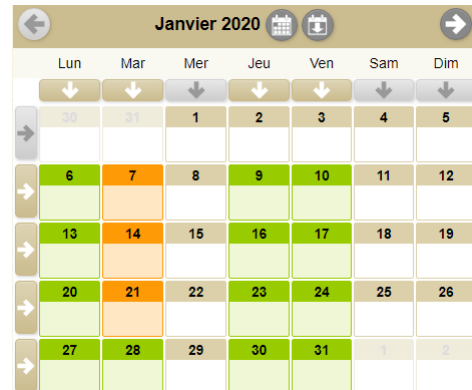 Janvier 2020
Lun Mar Mer Jeu Ven Sam Dim
30 31 1 2 3 4 5
6 7 8 9 10 11 12
13 14 15 16 17 18 19
20 21 22 23 24 25 26
27 28 29 30 31 1 2